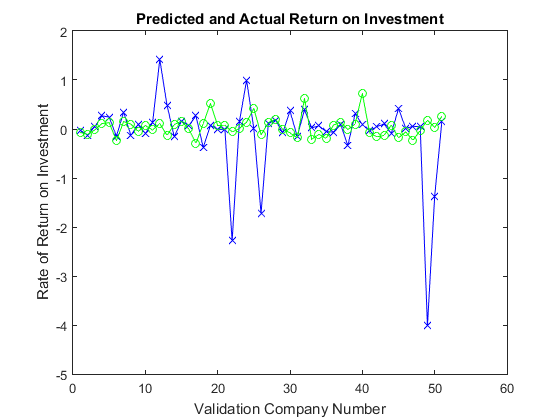 Predicted and Actual Return on Investment
2
1
0
-1
-2
-3
-4
-5
Rate of Return on Investment
0 10 20 30 40 50 60
Validation Company Number